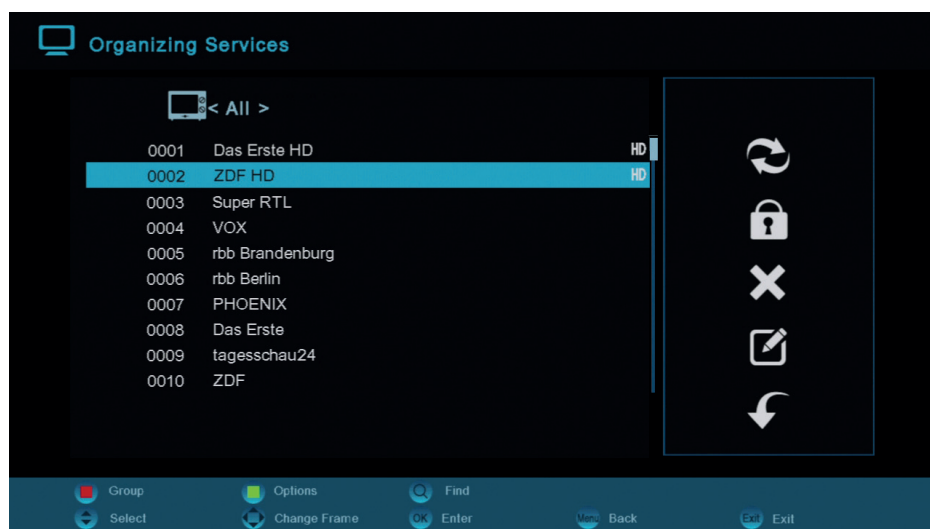 Organizing Services
< All >
0001 Das Erste HD HD
0002 ZDF HD HD
0003 Super RTL
0004 VOX
0005 rbb Brandenburg
0006 rbb Berlin
0007 PHOENIX
0008 Das Erste
0009 tagesschau24
0010 ZDF
Group Options Find
Select Change Frame OK Enter Menu Back Exit Exit